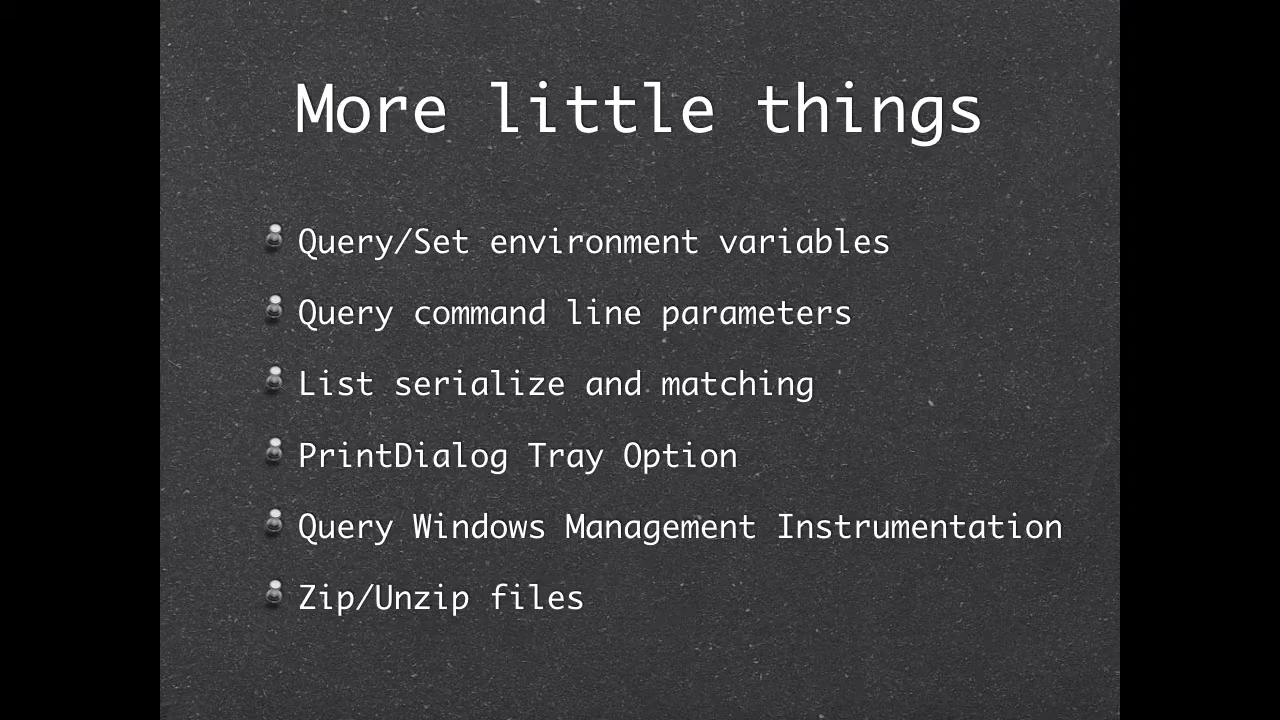 More little things
Query/Set environment variables
Query command line parameters
List serialize and matching
PrintDialog Tray Option
Query Windows Management Instrumentation
Zip/Unzip files